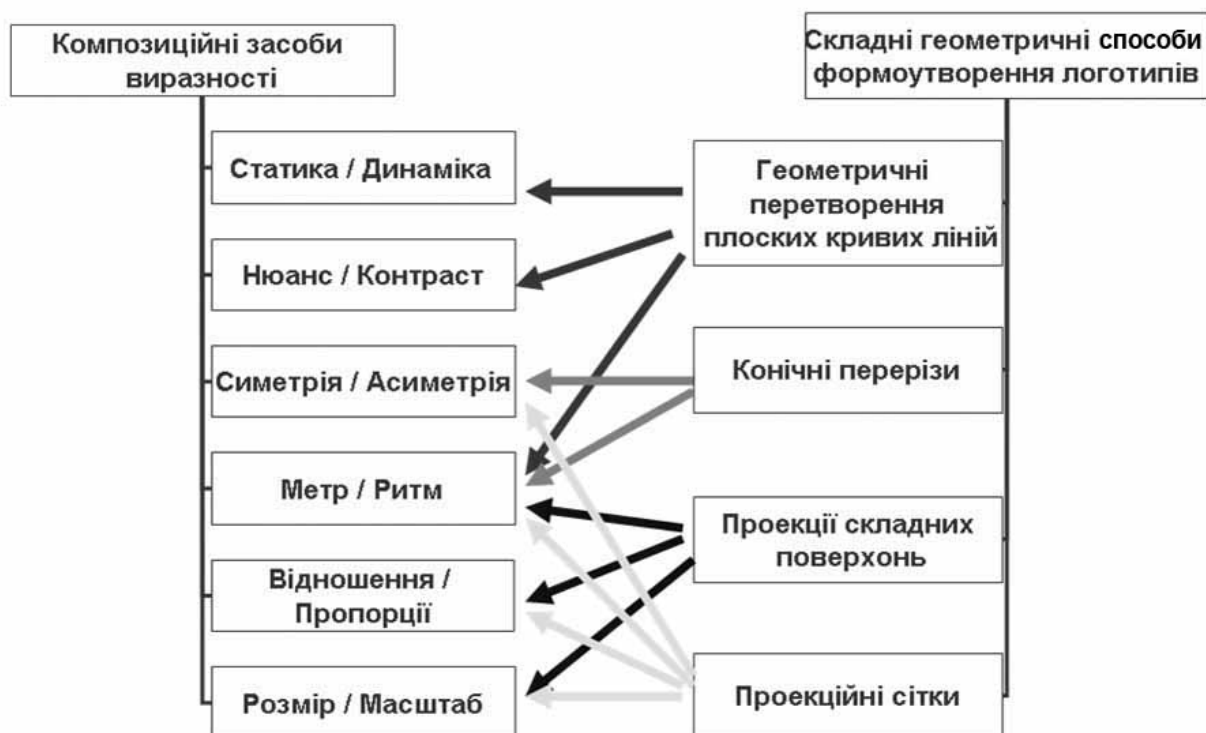 Композиційні засоби
виразності
Статика / Динаміка
Нюанс / Контраст
Симетрія / Асиметрія
Метр / Ритм
Відношення /
Пропорції
Розмір / Масштаб
Складні геометричні способи
формоутворення логотипів
Геометричні
перетворення
плоских кривих ліній
Конічні перерізи
Проекції складних
поверхонь
Проекційні сітки